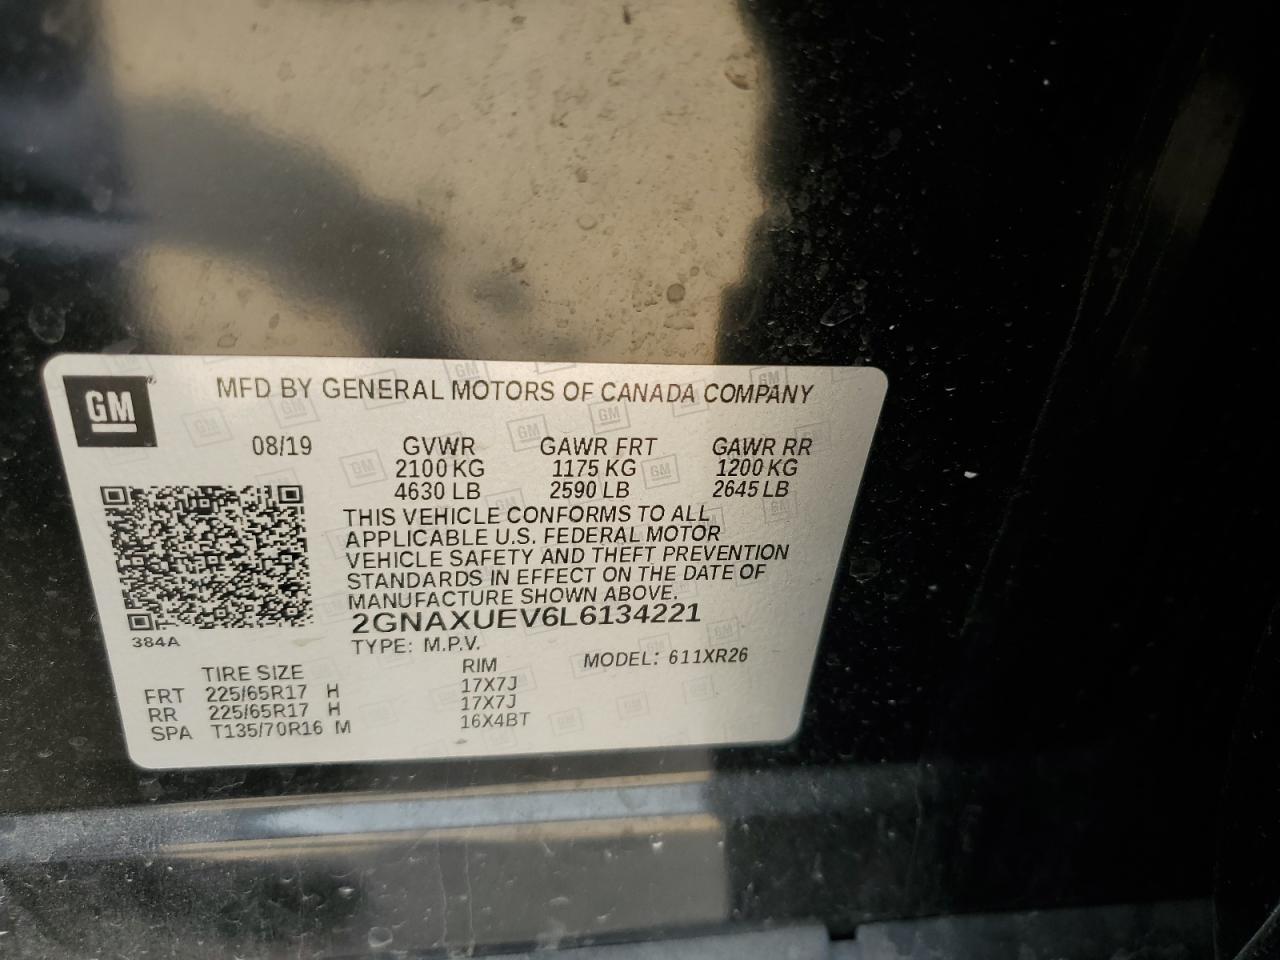 GM
MFD BY GENERAL MOTORS OF CANADA COMPANY
08/19 GVWR GAWR FRT GAWR RR
2100 KG 1175 KG 1200 KG
4630 LB 2590 LB 2645 LB
THIS VEHICLE CONFORMS TO ALL
APPLICABLE U.S. FEDERAL MOTOR
VEHICLE SAFETY AND THEFT PREVENTION
STANDARDS IN EFFECT ON THE DATE OF
MANUFACTURE SHOWN ABOVE.
2GNAXUEV6L6134221
384A
TYPE: M.P.V. MODEL: 611XR26
TIRE SIZE RIM
FRT 225/65R17 H 17X7J
RR 225/65R17 H 17X7J
SPA T135/70R16 M 16X4BT